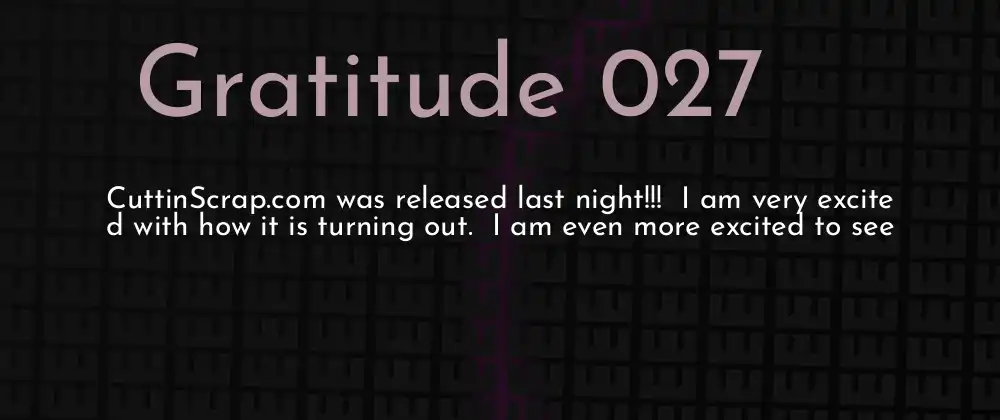 Gratitude 027
CuttinScrap.com was released last night!!!  I am very excite
d with how it is turning out.  I am even more excited to see